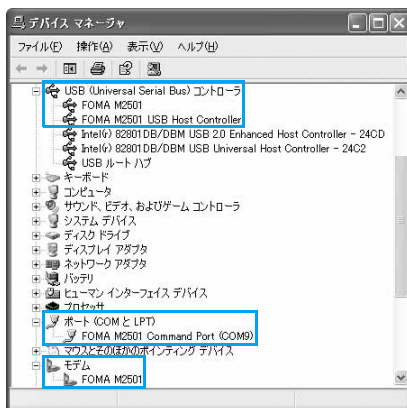 デバイス マネージャ
ファイル(F) 操作(A) 表示(V) ヘルプ(H)
USB (Universal Serial Bus) コントローラ
FOMA M2501
FOMA M2501 USB Host Controller
Intel(r) 82801DB/DBM USB 2.0 Enhanced Host Controller - 24CD
Intel(r) 82801DB/DBM USB Universal Host Controller - 24C2
USB ルート ハブ
キーボード
コンピュータ
サウンド、ビデオ、およびゲーム コントローラ
システム デバイス
ディスク ドライブ
ディスプレイ アダプタ
ネットワーク アダプタ
バッテリ
ヒューマン インターフェイス デバイス
プロセッサ
ポート (COM と LPT)
FOMA M2501 Command Port (COM9)
マウスとそのほかのポインティング デバイス
モデム
FOMA M2501